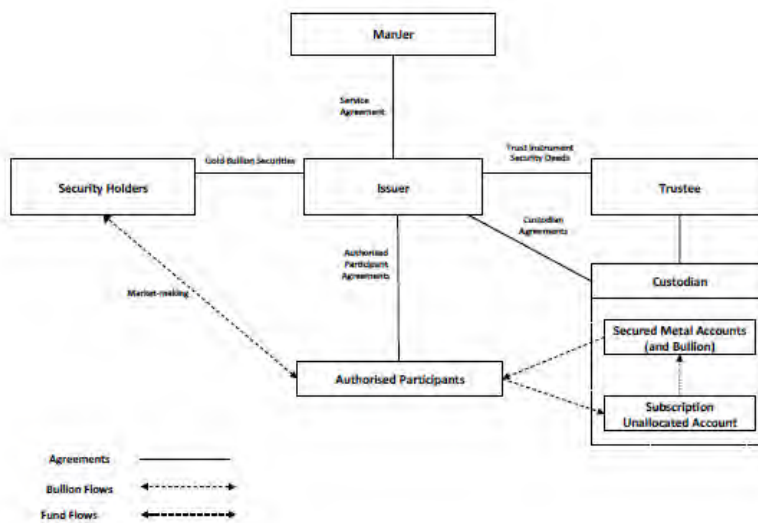 ManJer
Service
Agreement
Gold Bullion Securities
Trust Instrument
Security Deeds
Security Holders
Issuer
Trustee
Custodian
Agreements
Authorised
Participant
Agreements
Market-making
Custodian
Secured Metal Accounts
(and Bullion)
Authorised Participants
Subscription
Unallocated Account
Agreements
Bullion Flows
Fund Flows